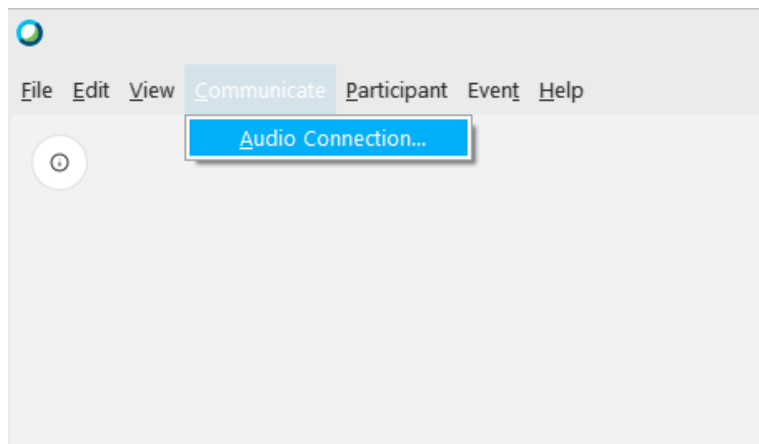 File Edit View Communicate Participant Event Help
Audio Connection...